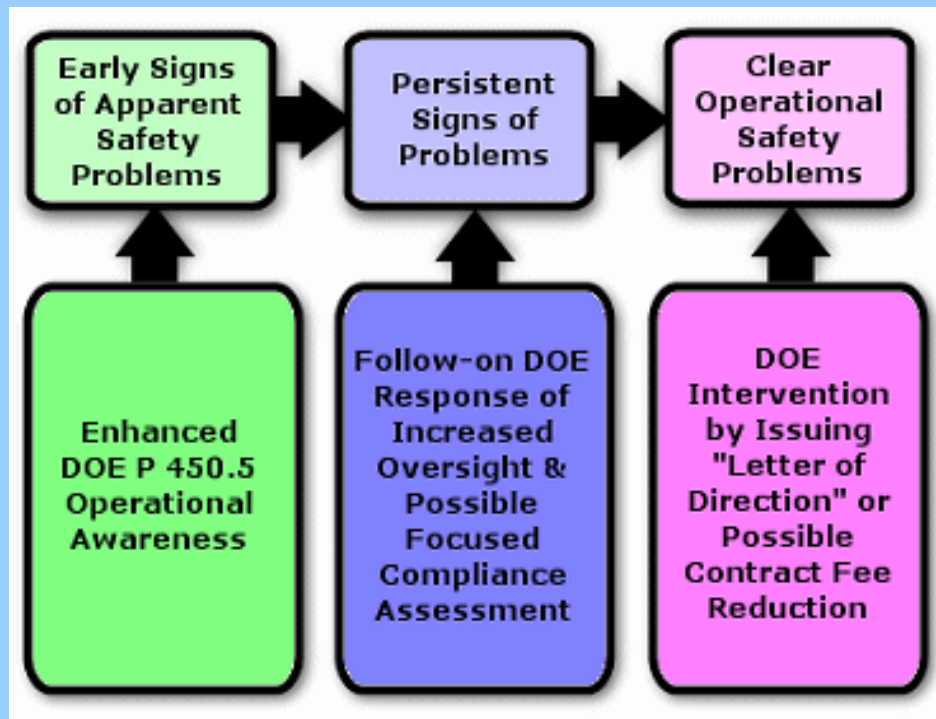 Early Signs
of Apparent
Safety
Problems
Persistent
Signs of
Problems
Clear
Operational
Safety
Problems
Enhanced
DOE P 450.5
Operational
Awareness
Follow-on DOE
Response of
Increased
Oversight &
Possible
Focused
Compliance
Assessment
DOE
Intervention
by Issuing
"Letter of
Direction" or
Possible
Contract Fee
Reduction